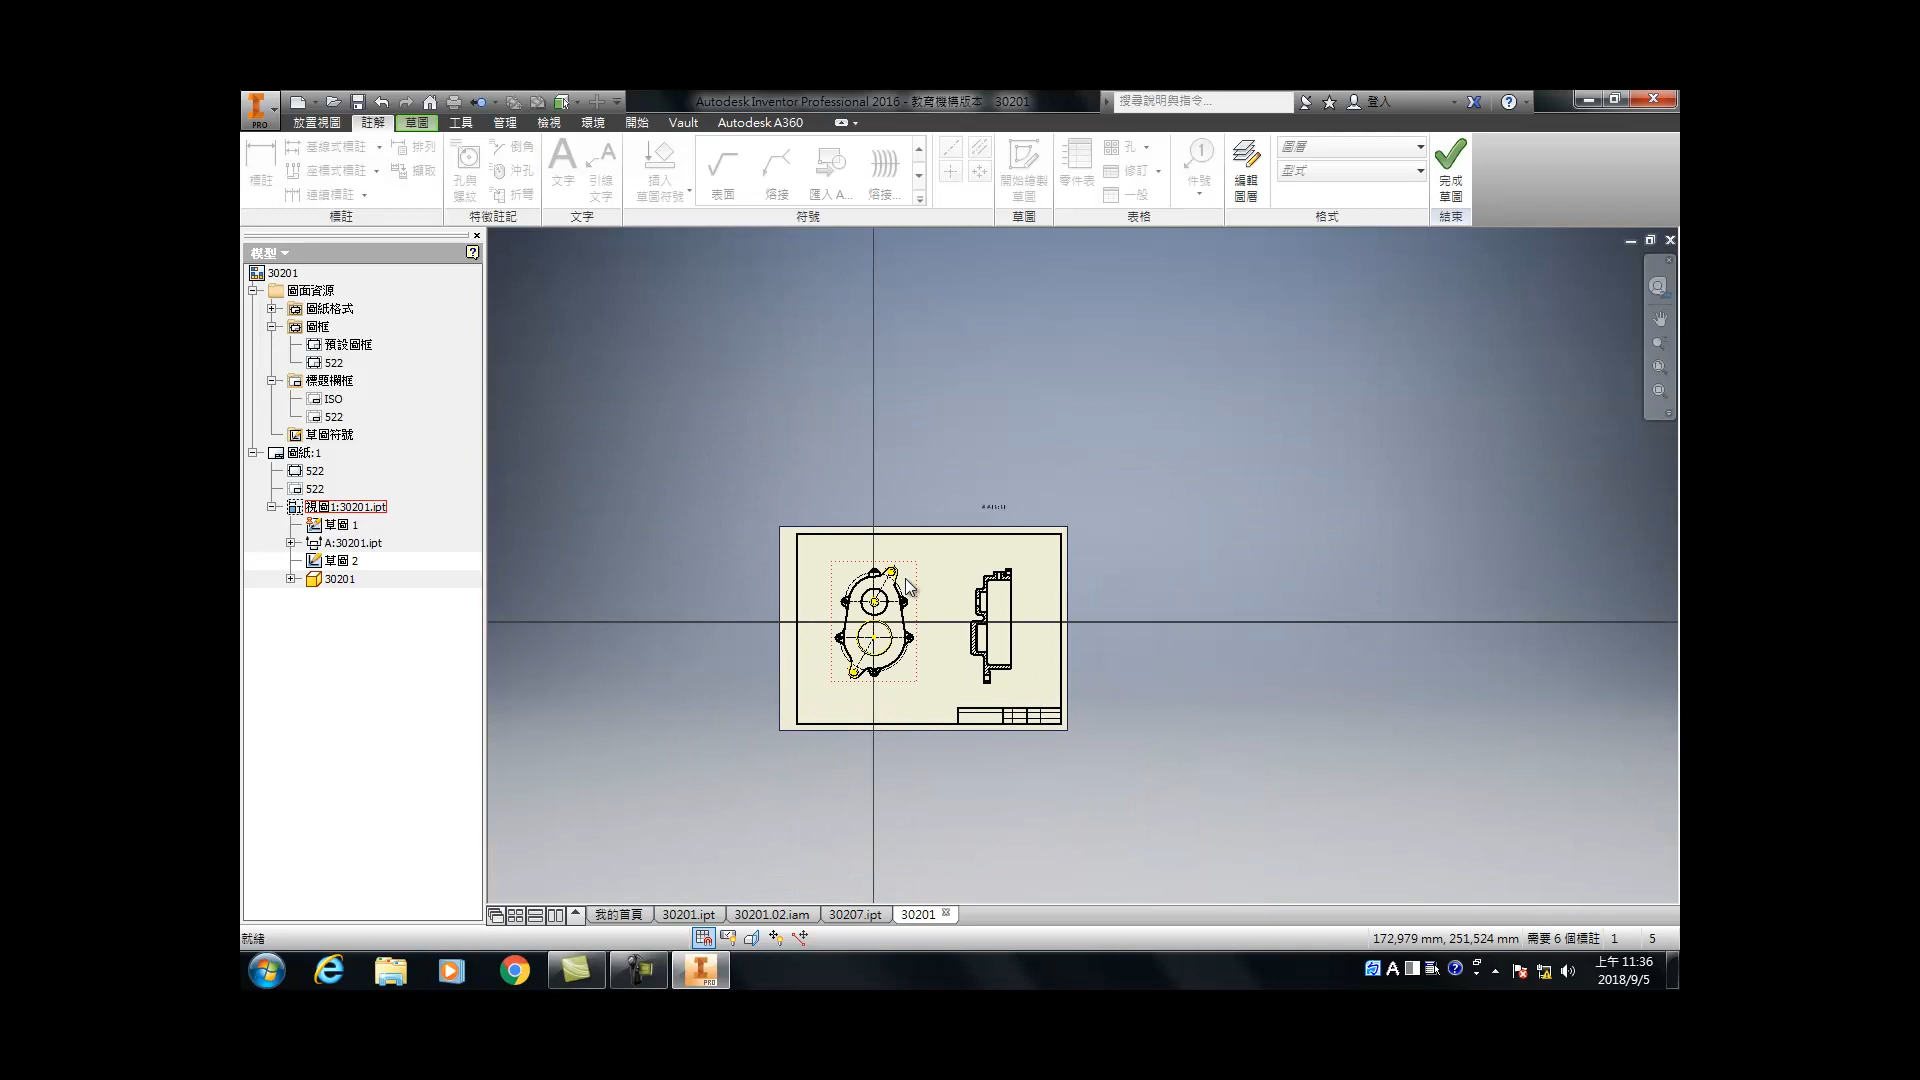 Autodesk Inventor Professional 2016 - 教育機構版本 30201
搜尋說明與指令...
登入
PRO
放置視圖 註解 草圖 工具 管理 檢視 環境 開始 Vault Autodesk A360
標註
基線式標註
座標式標註
連續標註
排列
擷取
標註
孔與
螺紋
倒角
沖孔
折彎
特徵註記
文字
引線
文字
文字
插入
草圖符號
表面
熔接
匯入 A...
熔接...
符號
開始繪製
草圖
草圖
零件表
孔
修訂
一般
表格
件號
1
編輯
圖層
圖層
型式
格式
完成
草圖
結束
模型
30201
圖面資源
圖紙格式
圖框
預設圖框
522
標題欄框
ISO
522
草圖符號
圖紙:1
522
522
視圖1:30201.ipt
草圖 1
A:30201.ipt
草圖 2
30201
我的首頁 30201.ipt 30201.02.iam 30207.ipt 30201
就緒
172,979 mm, 251,524 mm 需要 6 個標註 1 5
PRO
A
上午 11:36
2018/9/5